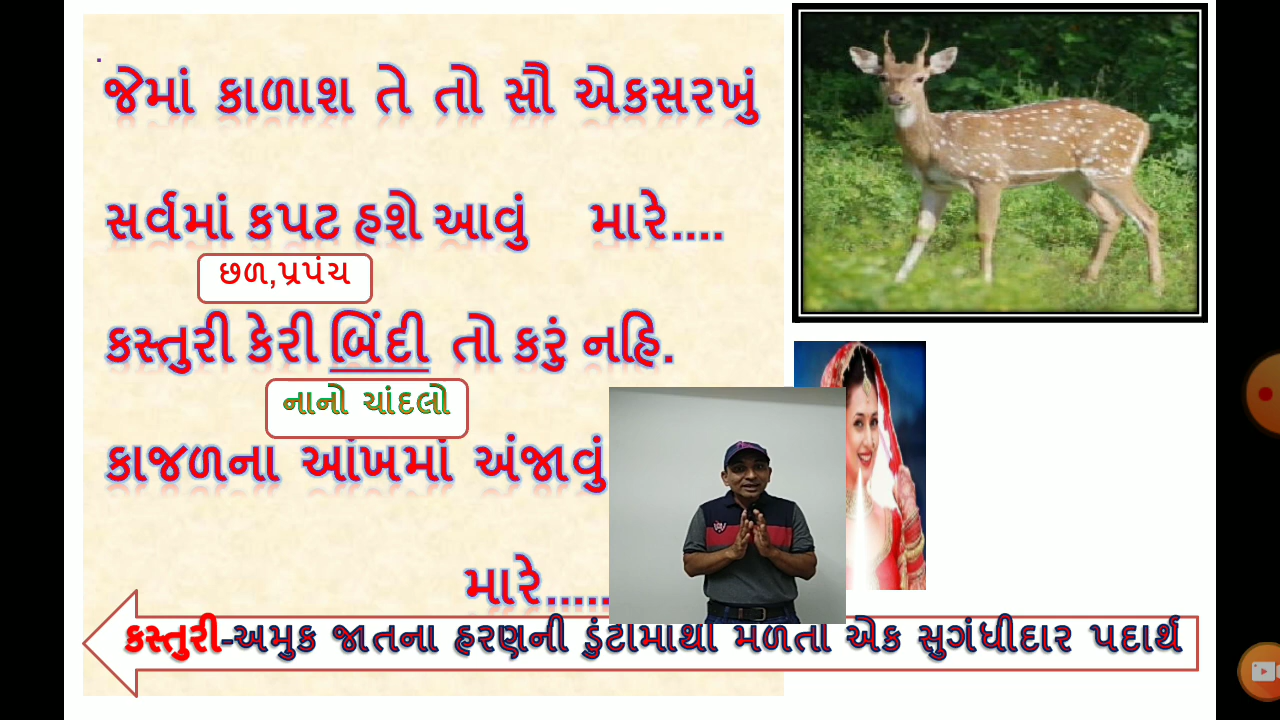 જેમાં કાળાશ તે તો સૌ એકસરખું
સર્વમાં કપટ હશે આવું મારે....
છળ,પ્રપંચ
કસ્તુરી કેરી બિંદી તો કરું નહિ.
નાનો ચાંદલો
કાજળના આંખમાં અંજાવું
મારે.....
કસ્તુરી-અમુક જાતના હરણની ડુંટીમાંથી મળતો એક સુગંધીદાર પદાર્થ